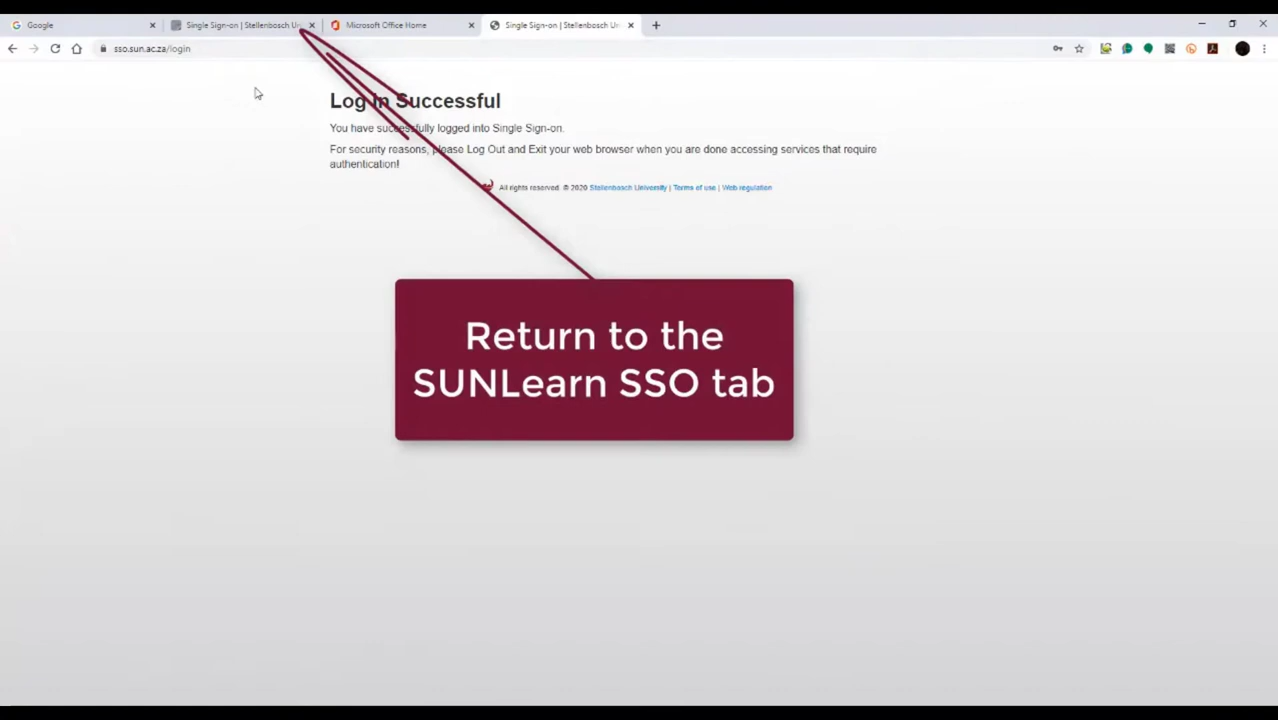 Google
Single Sign-on | Stellenbosch Un
Microsoft Office Home
Single Sign-on | Stellenbosch Un
sso.sun.ac.za/login
Log in Successful
You have successfully logged into Single Sign-on.
For security reasons, please Log Out and Exit your web browser when you are done accessing services that require
authentication!
All rights reserved. © 2020 Stellenbosch University | Terms of use | Web regulation
Return to the
SUNLearn SSO tab